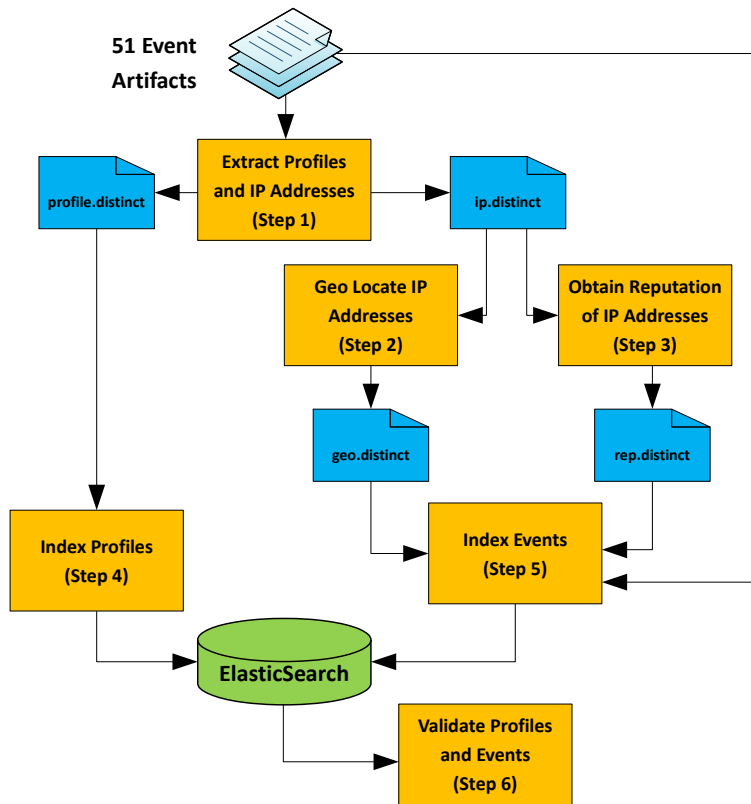 51 Event
Artifacts
Extract Profiles
and IP Addresses
(Step 1)
profile.distinct
ip.distinct
Geo Locate IP
Addresses
(Step 2)
Obtain Reputation
of IP Addresses
(Step 3)
geo.distinct
rep.distinct
Index Profiles
(Step 4)
Index Events
(Step 5)
ElasticSearch
Validate Profiles
and Events
(Step 6)